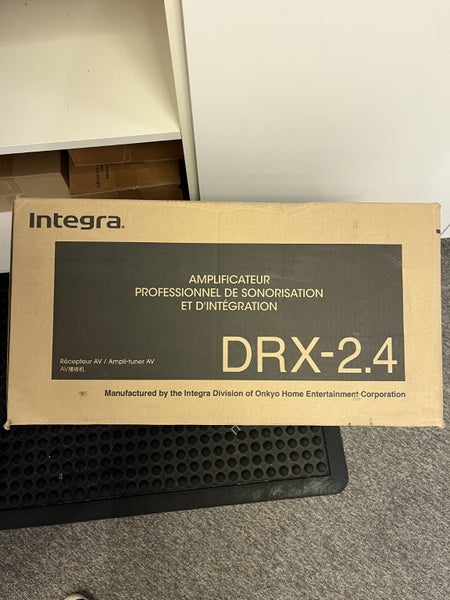 Integra®
AMPLIFICATEUR
PROFESSIONNEL DE SONORISATION
ET D'INTÉGRATION
Récepteur AV / Ampli-tuner AV
AV接收机
DRX-2.4
Manufactured by the Integra Division of Onkyo Home Entertainment Corporation